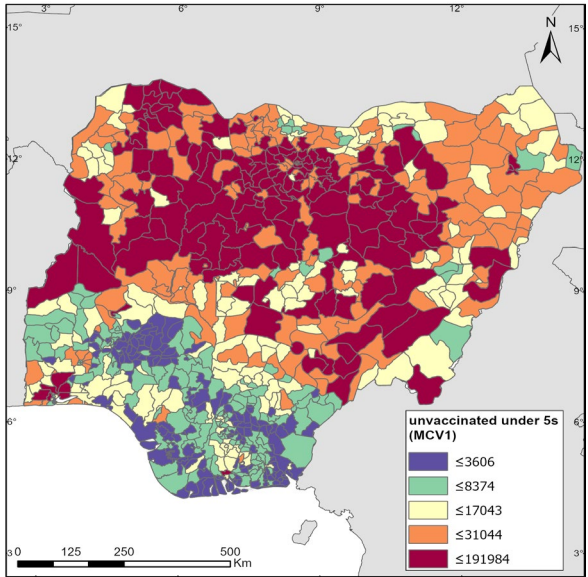 3° 6° 9° 12°
15° 15°
N
12° 12°
9° 9°
6° 6°
unvaccinated under 5s
(MCV1)
≤3606
≤8374
≤17043
≤31044
≤191984
3° 3°
0 125 250 500
Km